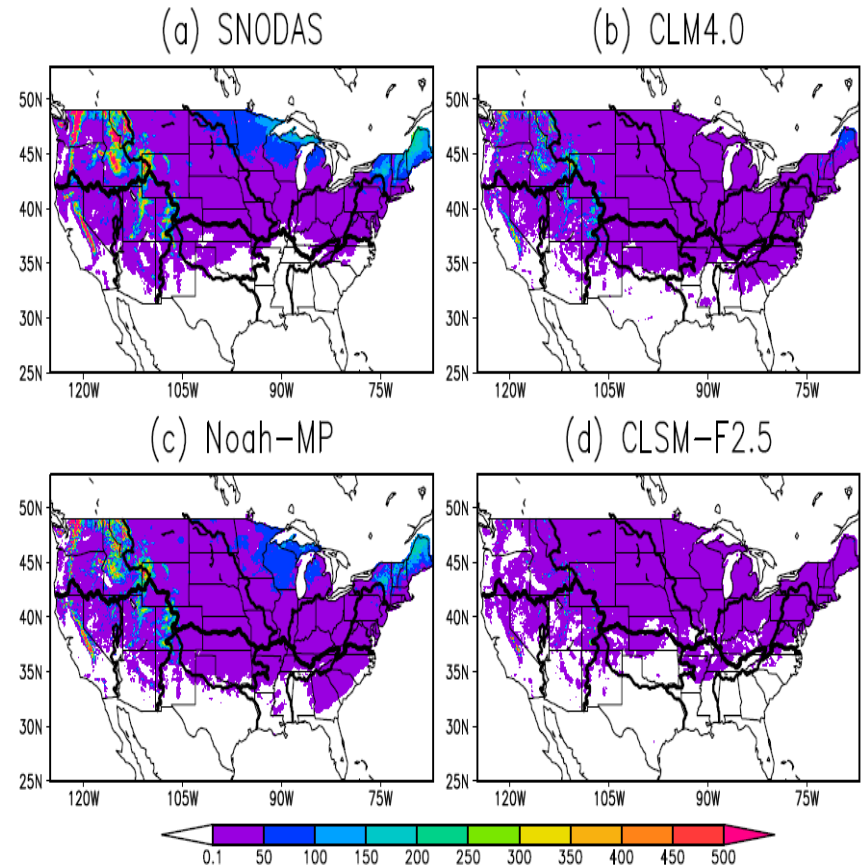 (a) SNODAS
(b) CLM4.0
50N
45N
40N
35N
30N
25N
120W 105W 90W 75W
50N
45N
40N
35N
30N
25N
120W 105W 90W 75W
(c) Noah-MP
(d) CLSM-F2.5
50N
45N
40N
35N
30N
25N
120W 105W 90W 75W
50N
45N
40N
35N
30N
25N
120W 105W 90W 75W
0.1 50 100 150 200 250 300 350 400 450 500